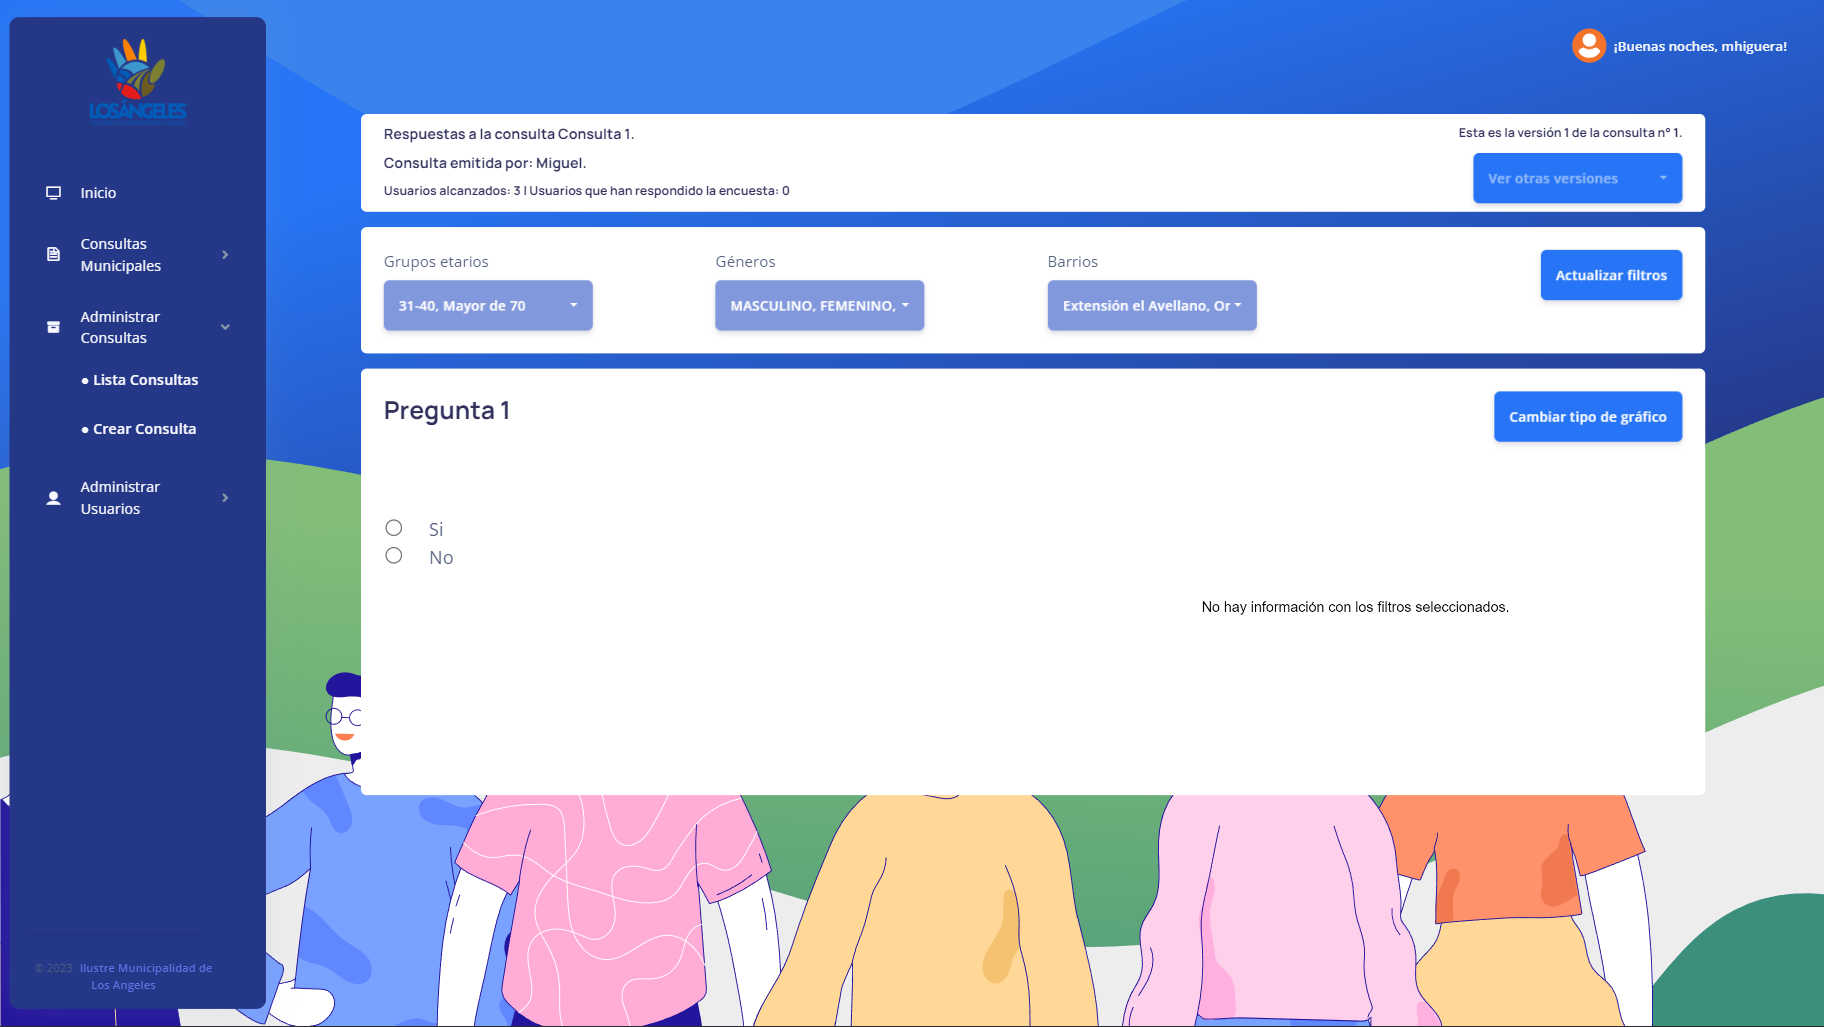 LOSÁNGELES
Inicio
Consultas
Municipales
Administrar
Consultas
Lista Consultas
Crear Consulta
Administrar
Usuarios
© 2023 Ilustre Municipalidad de
Los Angeles
¡Buenas noches, mhiguera!
Respuestas a la consulta Consulta 1.
Consulta emitida por: Miguel.
Usuarios alcanzados: 3 | Usuarios que han respondido la encuesta: 0
Esta es la versión 1 de la consulta n° 1.
Ver otras versiones
Grupos etarios
31-40, Mayor de 70
Géneros
MASCULINO, FEMENINO,
Barrios
Extensión el Avellano, Or
Actualizar filtros
Pregunta 1
Cambiar tipo de gráfico
Si
No
No hay información con los filtros seleccionados.